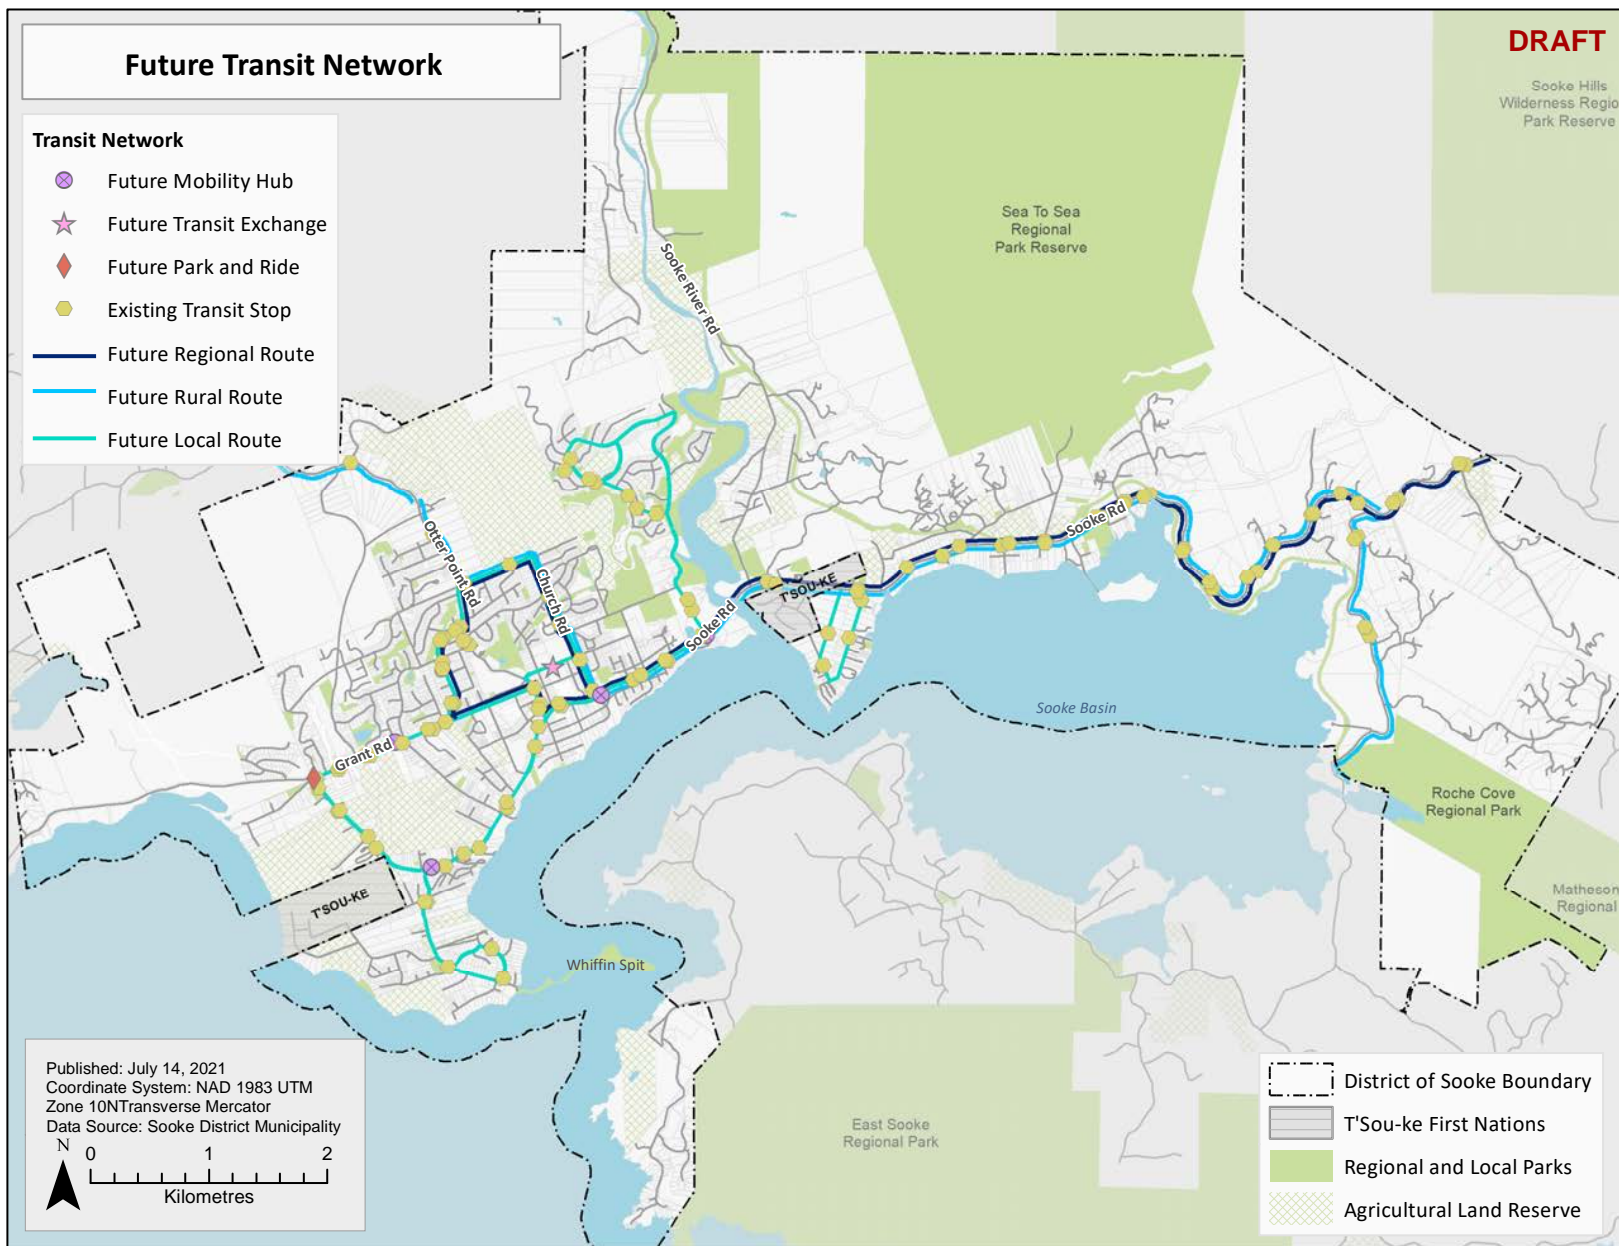 Future Transit Network
DRAFT
Transit Network
Future Mobility Hub
Future Transit Exchange
Future Park and Ride
Existing Transit Stop
Future Regional Route
Future Rural Route
Future Local Route
Sooke Hills
Wilderness Regio
Park Reserve
Sea To Sea
Regional
Park Reserve
Sooke River Rd
Otter Point Rd
Church Rd
Sooke Rd
Sooke Rd
T'SOU-KE
Grant Rd
Sooke Basin
Roche Cove
Regional Park
Matheson
Regional
T'SOU-KE
Whiffin Spit
East Sooke
Regional Park
Published: July 14, 2021
Coordinate System: NAD 1983 UTM
Zone 10NTransverse Mercator
Data Source: Sooke District Municipality
N
0 1 2
Kilometres
District of Sooke Boundary
T'Sou-ke First Nations
Regional and Local Parks
Agricultural Land Reserve